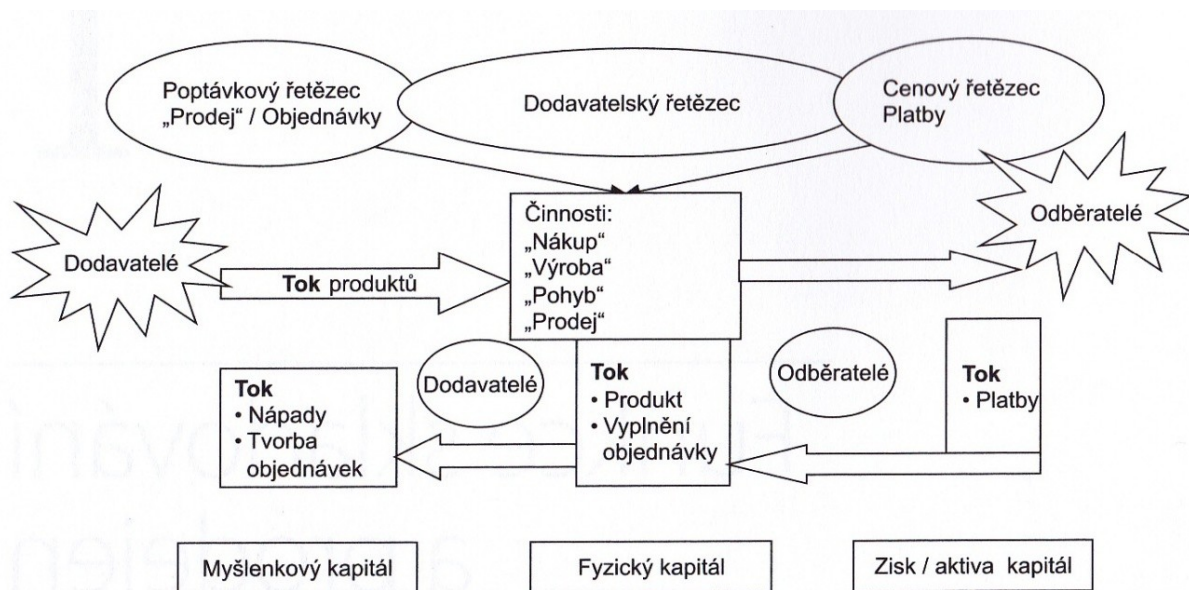 Poptávkový řetězec
„Prodej“ / Objednávky
Dodavatelský řetězec
Cenový řetězec
Platby
Dodavatelé
Tok produktů
Činnosti:
„Nákup“
„Výroba“
„Pohyb“
„Prodej“
Odběratelé
Tok
• Nápady
• Tvorba
objednávek
Dodavatelé
Tok
• Produkt
• Vyplnění
objednávky
Odběratelé
Tok
• Platby
Myšlenkový kapitál
Fyzický kapitál
Zisk / aktiva kapitál